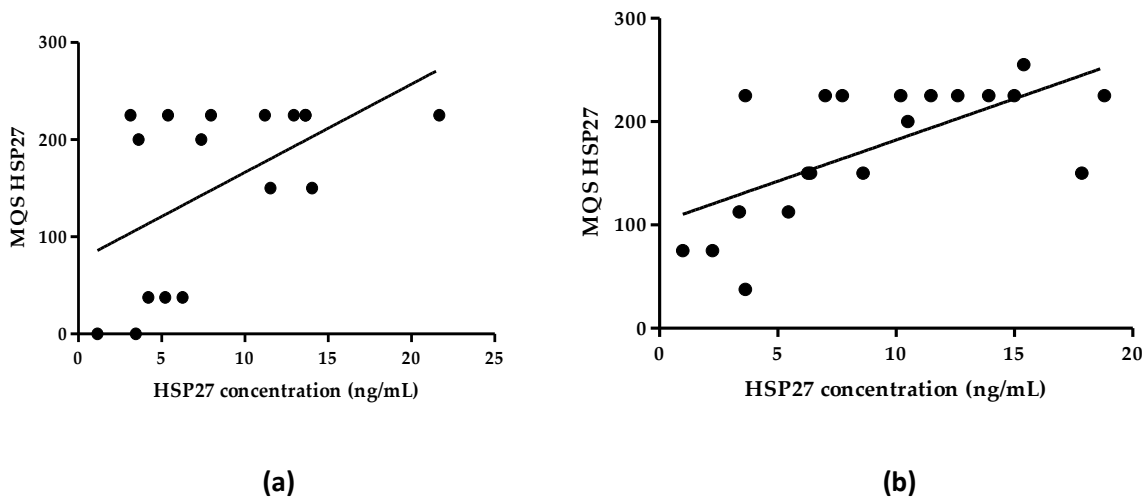 300
200
100
0
MQS HSP27
0 5 10 15 20 25
HSP27 concentration (ng/mL)
(a)
300
200
100
0
MQS HSP27
0 5 10 15 20
HSP27 concentration (ng/mL)
(b)